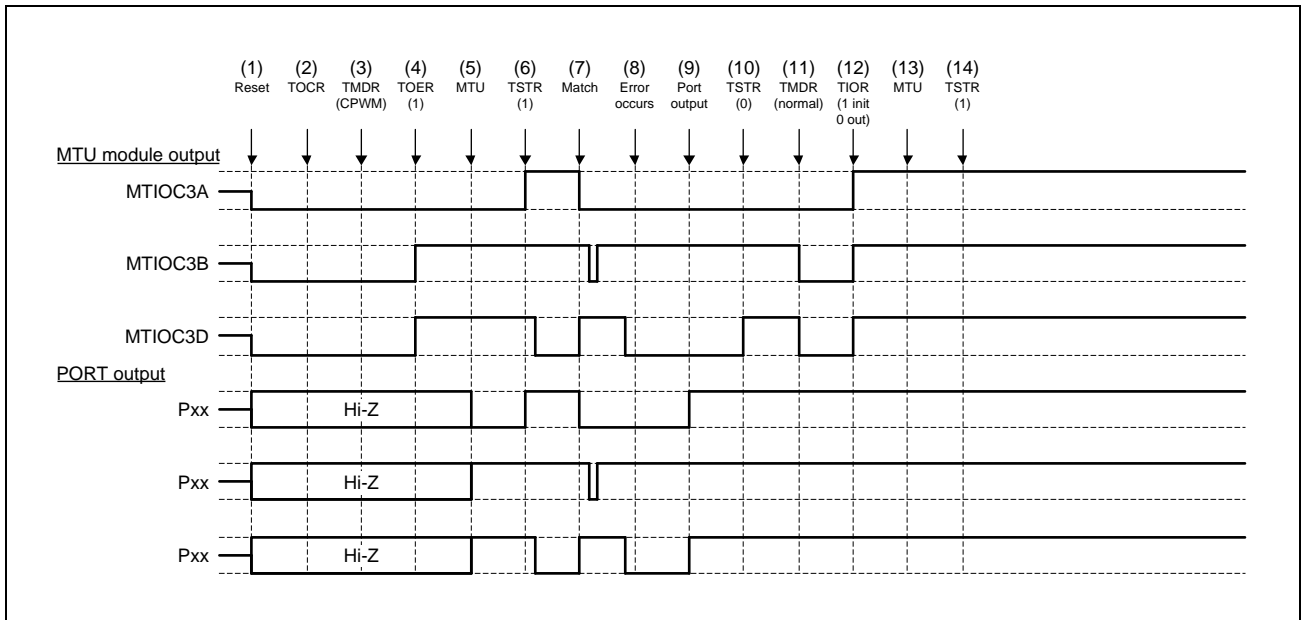 (1) (2) (3) (4) (5) (6) (7) (8) (9) (10) (11) (12) (13) (14)
Reset TOCR TMDR TOER MTU TSTR Match Error Port TSTR TMDR TIOR MTU TSTR
(CPWM) (1) (1) occurs output (0) (normal) (1 init (1)
0 out)
MTU module output
MTIOC3A
MTIOC3B
MTIOC3D
PORT output
Pxx Hi-Z
Pxx Hi-Z
Pxx Hi-Z